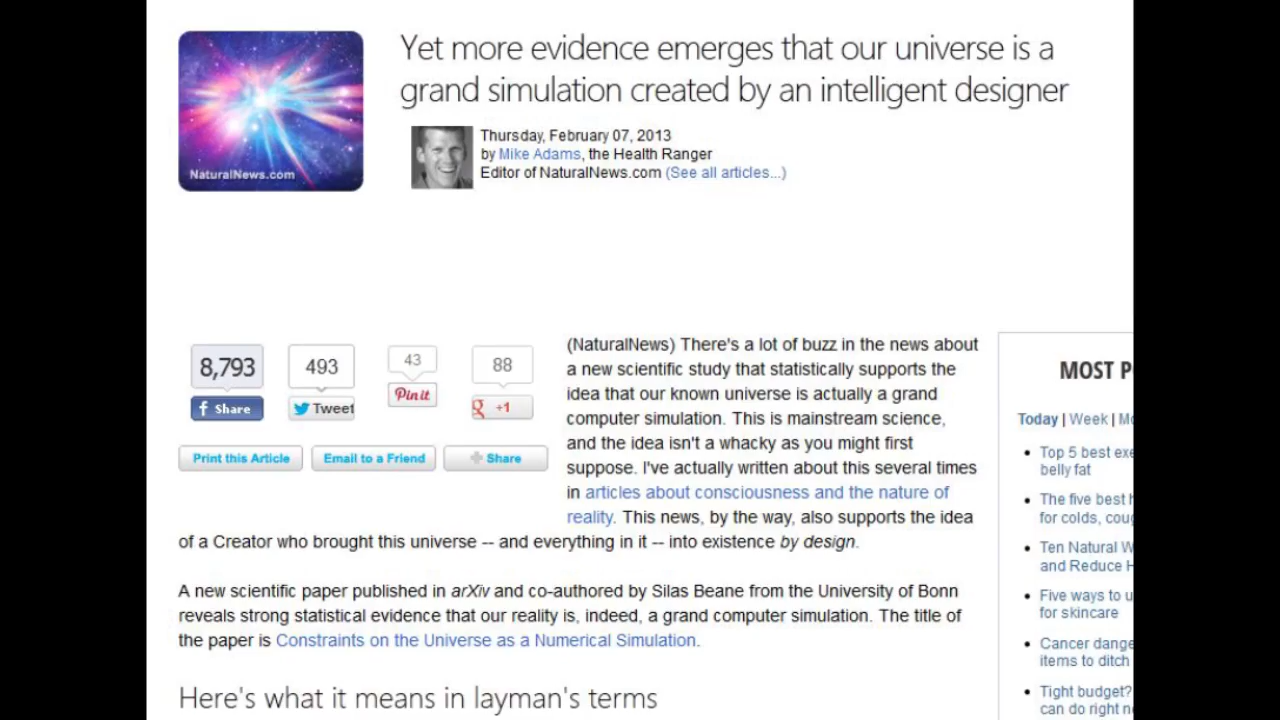 Yet more evidence emerges that our universe is a
grand simulation created by an intelligent designer
NaturalNews.com
Thursday, February 07, 2013
by Mike Adams, the Health Ranger
Editor of NaturalNews.com (See all articles...)
8,793
493
43
88
Share
Tweet
Pin it
g +1
Print this Article
Email to a Friend
Share
(NaturalNews) There's a lot of buzz in the news about
a new scientific study that statistically supports the
idea that our known universe is actually a grand
computer simulation. This is mainstream science,
and the idea isn't a whacky as you might first
suppose. I've actually written about this several times
in articles about consciousness and the nature of
reality. This news, by the way, also supports the idea
of a Creator who brought this universe -- and everything in it -- into existence by design.
A new scientific paper published in arXiv and co-authored by Silas Beane from the University of Bonn
reveals strong statistical evidence that our reality is, indeed, a grand computer simulation. The title of
the paper is Constraints on the Universe as a Numerical Simulation.
Here's what it means in layman's terms
MOST P
Today | Week | Mo
Top 5 best exe
belly fat
The five best h
for colds, coug
Ten Natural W
and Reduce H
Five ways to u
for skincare
Cancer dange
items to ditch
Tight budget?
can do right n